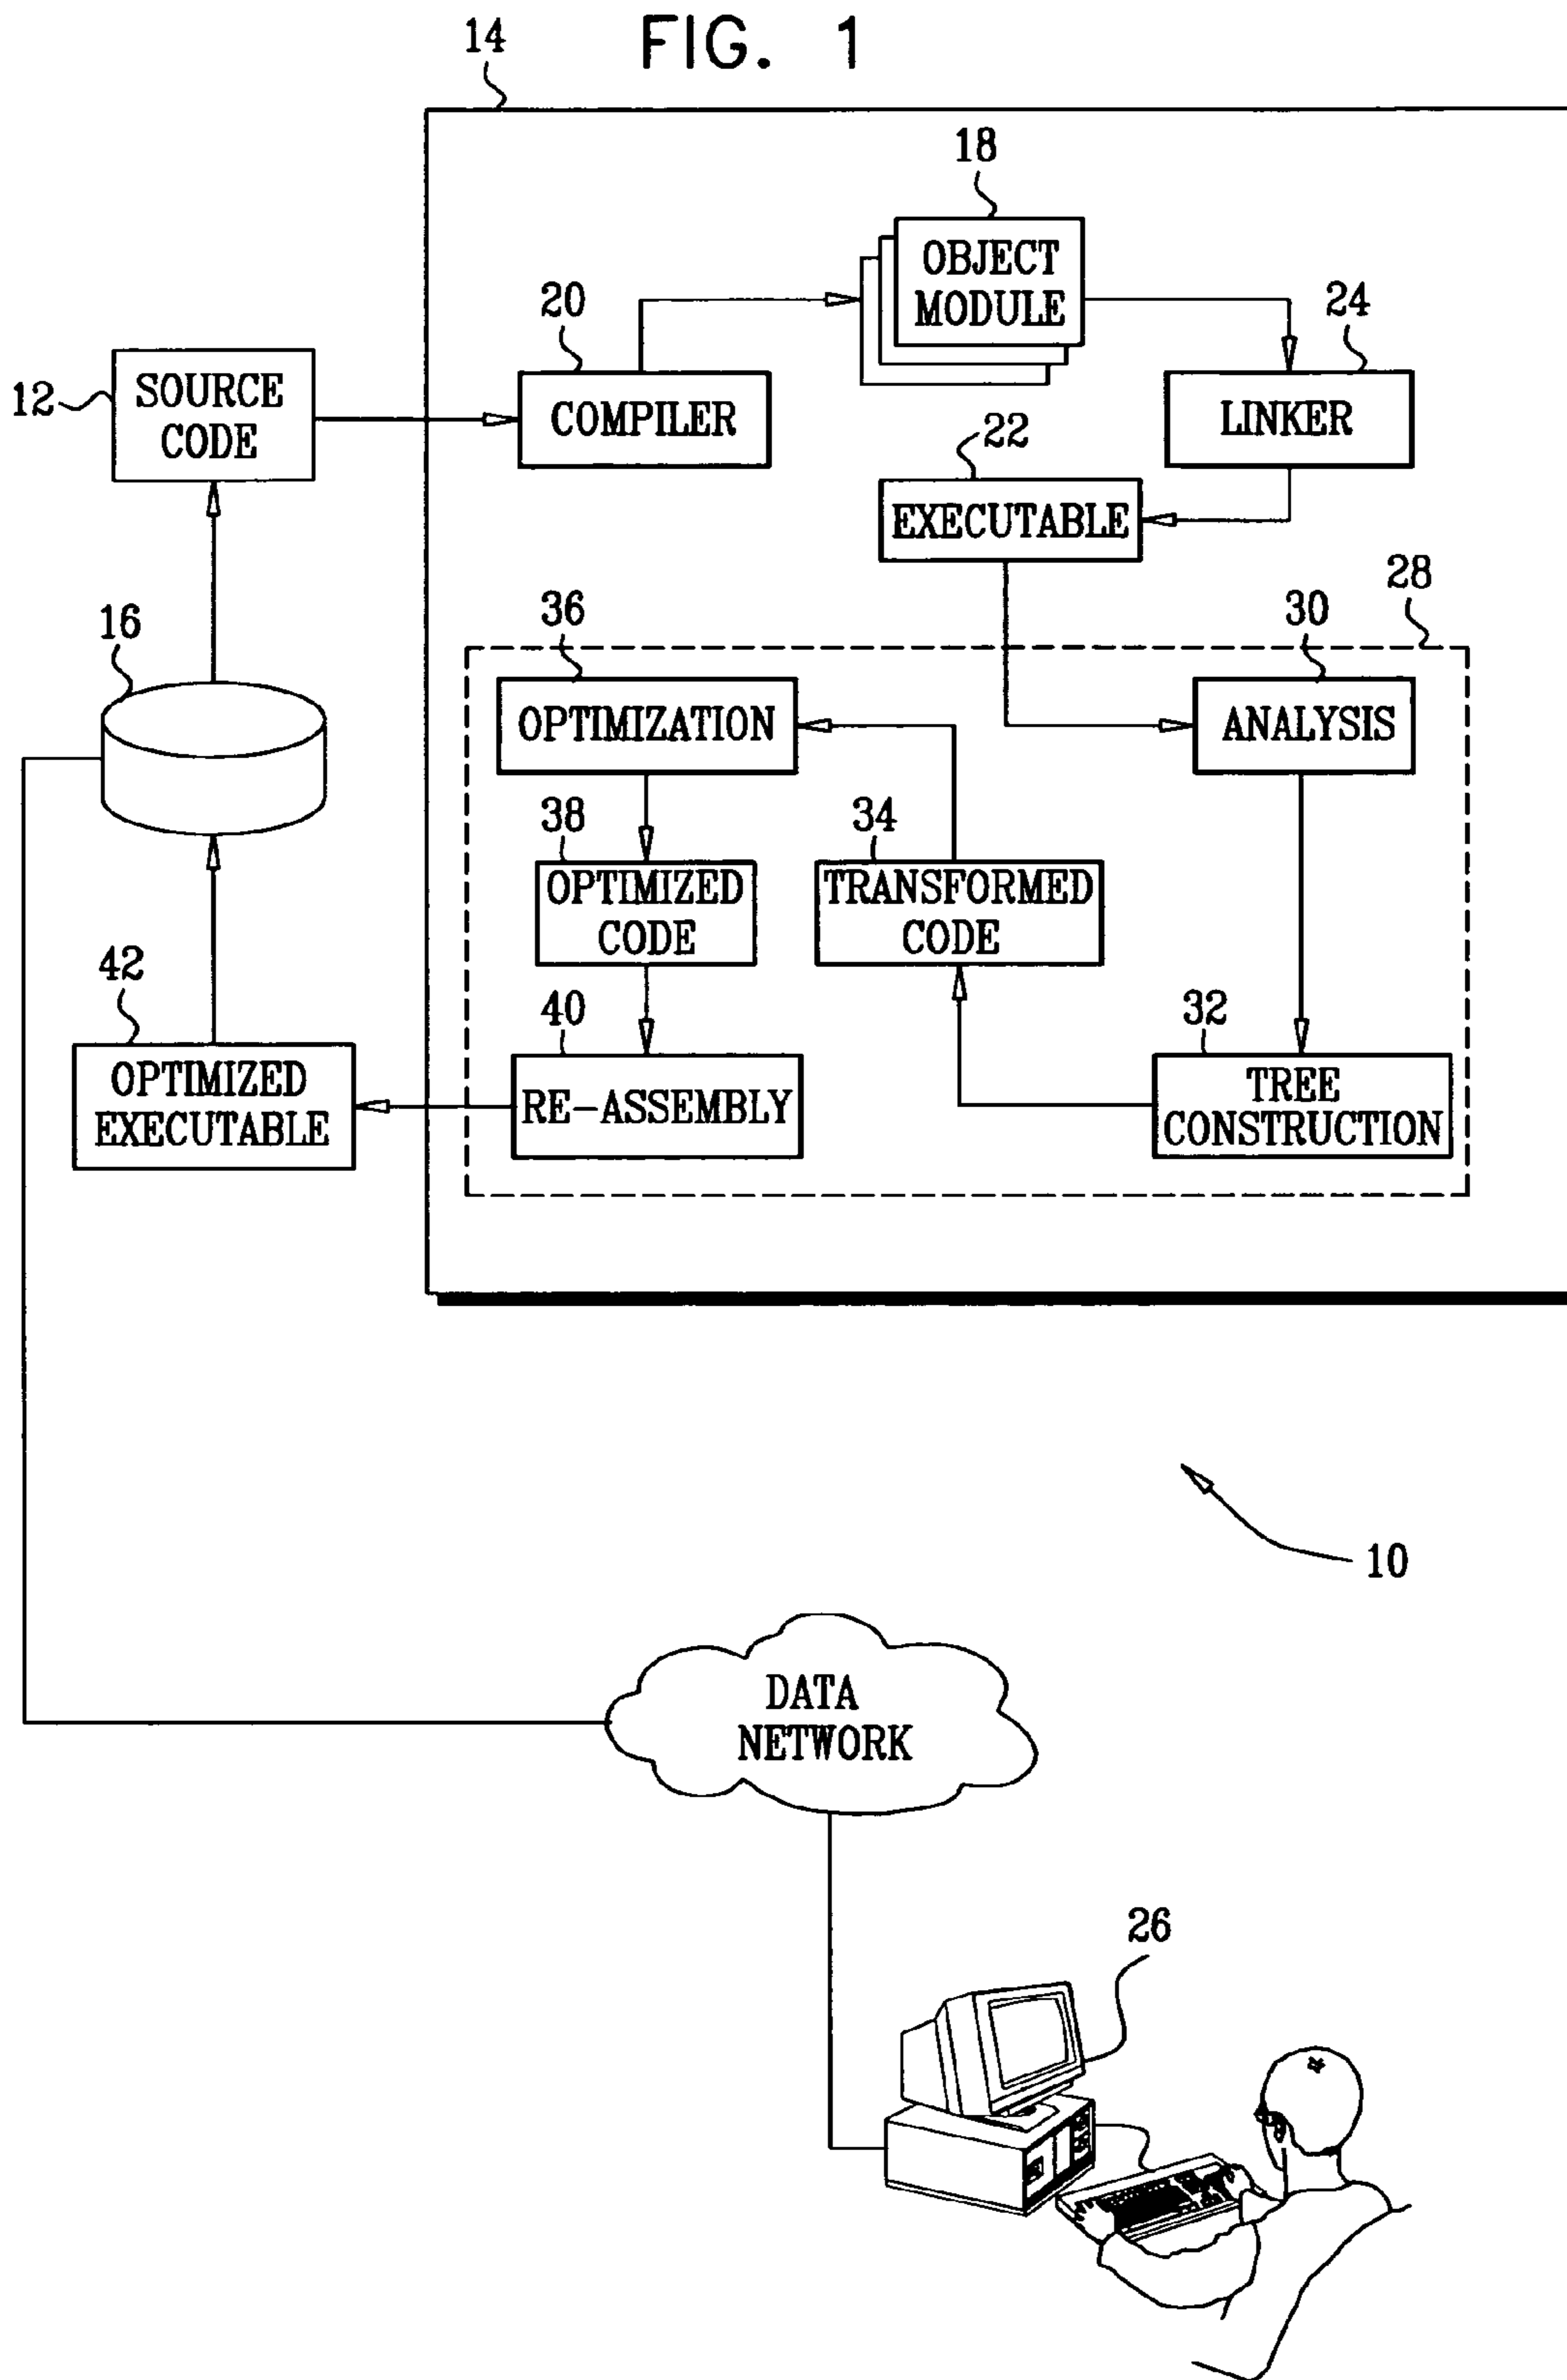 FIG. 1
14
18
OBJECT
MODULE
20
24
12
SOURCE
CODE
COMPILER
22
LINKER
EXECUTABLE
28
16
36
30
OPTIMIZATION
ANALYSIS
38
34
OPTIMIZED
CODE
TRANSFORMED
CODE
42
40
32
OPTIMIZED
EXECUTABLE
RE-ASSEMBLY
TREE
CONSTRUCTION
10
DATA
NETWORK
26